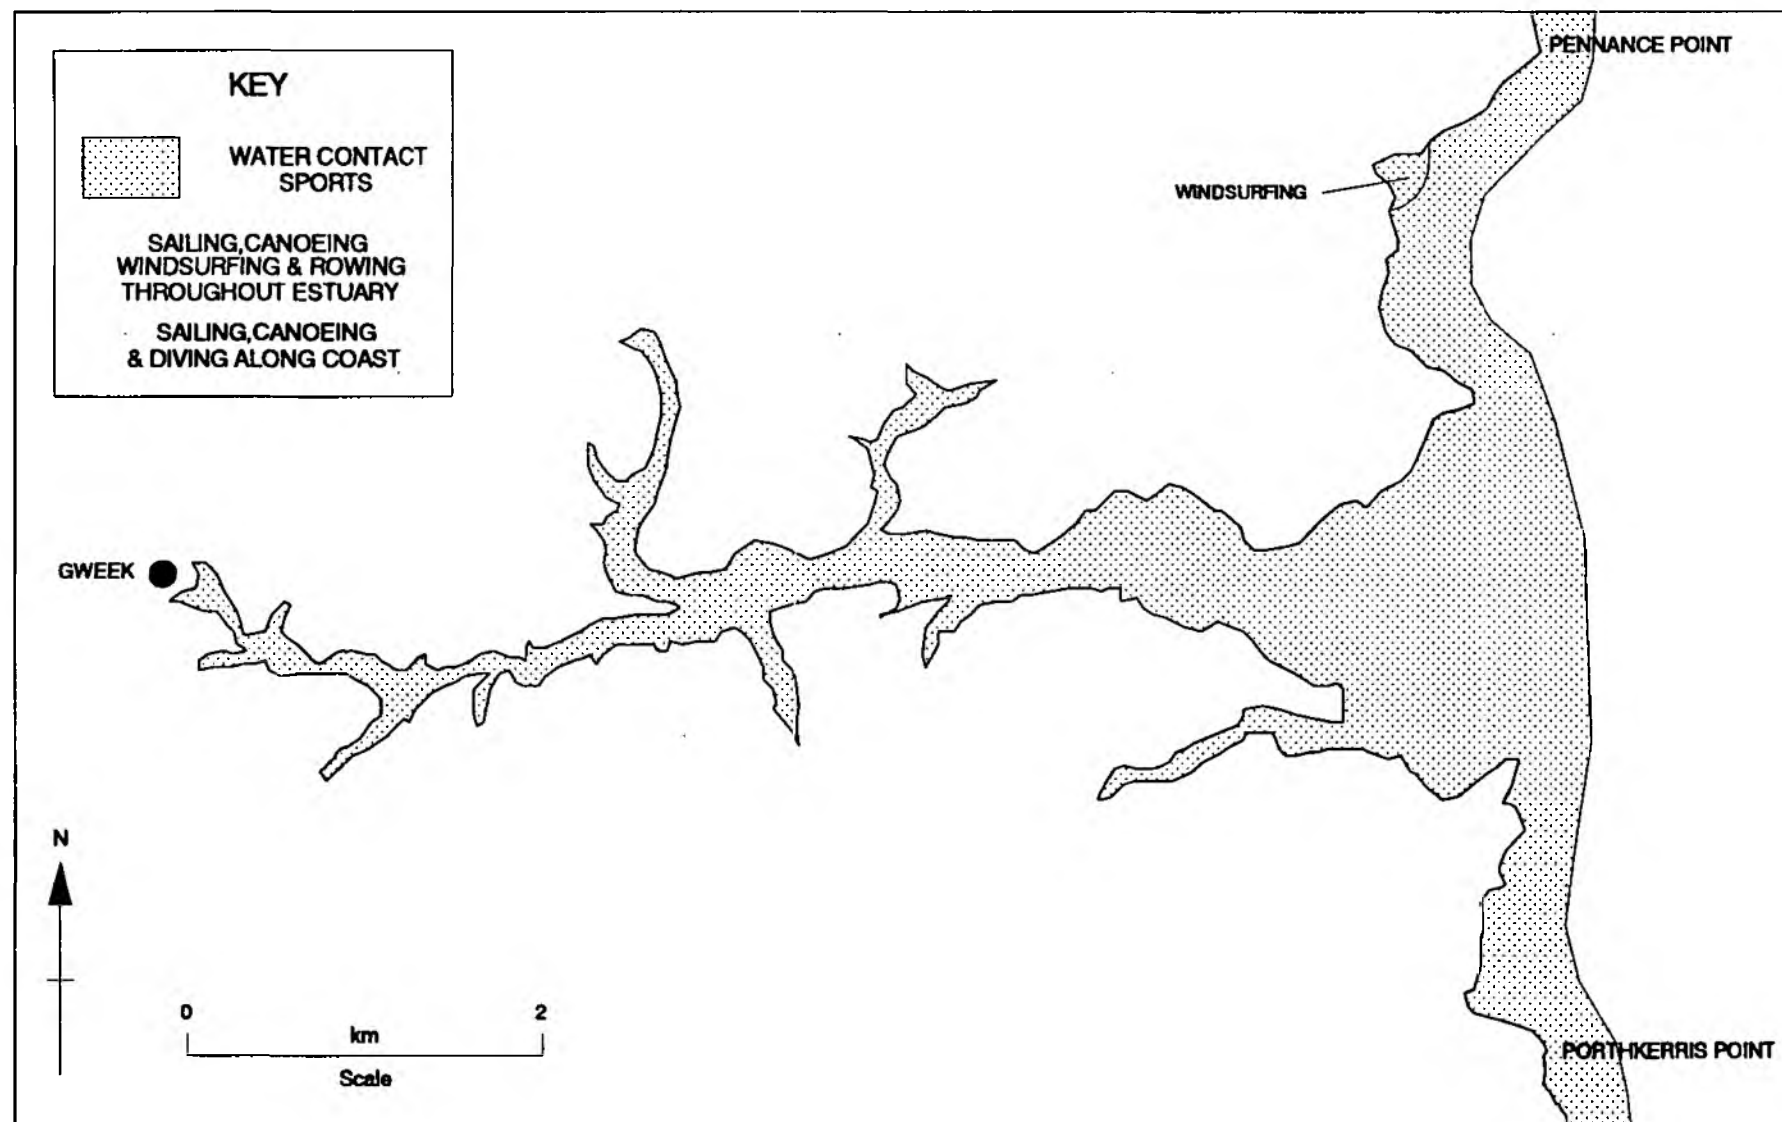 KEY
WATER CONTACT
SPORTS
SAILING,CANOEING
WINDSURFING & ROWING
THROUGHOUT ESTUARY
SAILING,CANOEING
& DIVING ALONG COAST
PENNANCE POINT
WINDSURFING
GWEEK
N
0 2
km
Scale
PORTHKERRIS POINT